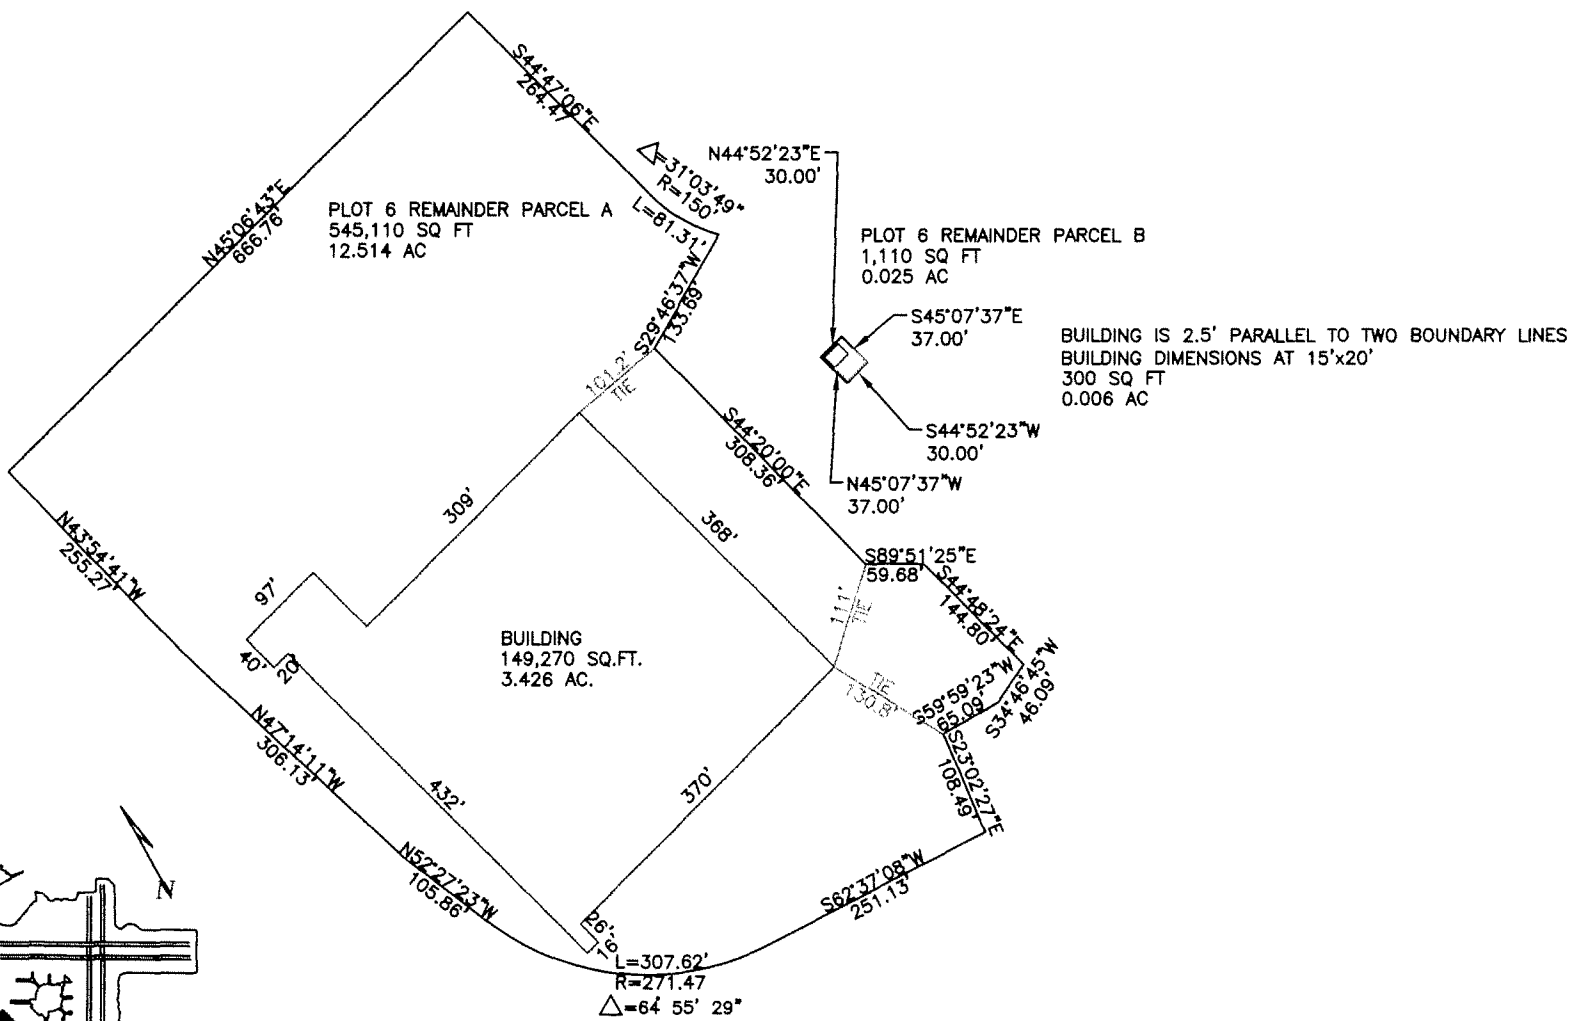 S44°47'06"E
264.47
△=31°03'49"
R=150'
L=81.31'
N44°52'23"E
30.00'
N45°06'43"E
666.76'
PLOT 6 REMAINDER PARCEL A
545,110 SQ FT
12.514 AC
PLOT 6 REMAINDER PARCEL B
1,110 SQ FT
0.025 AC
S29°46'37"W
133.69'
S45°07'37"E
37.00'
BUILDING IS 2.5' PARALLEL TO TWO BOUNDARY LINES
BUILDING DIMENSIONS AT 15'x20'
300 SQ FT
0.006 AC
101.2'
TIE
S44°20'00"E
308.36'
S44°52'23"W
30.00'
N45°07'37"W
37.00'
309'
368'
N43°54'41"W
255.27'
S89°51'25"E
59.68'
S44°48'24"E
144.80'
97'
111'
TIE
BUILDING
149,270 SQ.FT.
3.426 AC.
40'
20'
S34°46'45"W
46.09'
S59°59'23"W
65.09'
TIE
130.8'
N47°14'11"W
306.13'
S23°02'27"E
108.49'
432'
370'
N52°27'23"W
105.86'
S62°37'08"W
251.13'
N
26'
19'
L=307.62'
R=271.47
△=64° 55' 29"